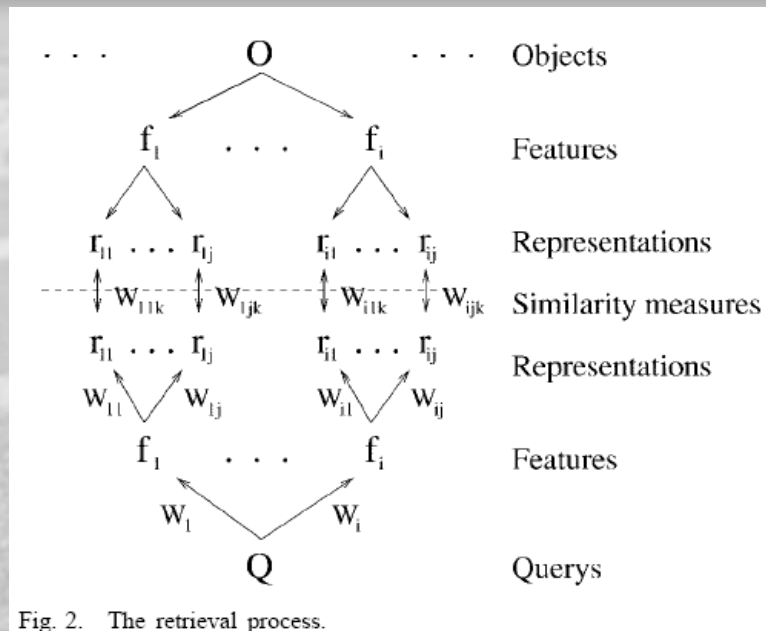 . . . O . . . Objects
f₁ . . . fᵢ Features
r₁₁ . . . r₁ⱼ rᵢ₁ . . . rᵢⱼ Representations
W₁₁ₖ W₁ⱼₖ Wᵢ₁ₖ Wᵢⱼₖ Similarity measures
r₁₁ . . . r₁ⱼ rᵢ₁ . . . rᵢⱼ Representations
W₁₁ W₁ⱼ Wᵢ₁ Wᵢⱼ
f₁ . . . fᵢ Features
W₁ Wᵢ
Q Querys
Fig. 2. The retrieval process.